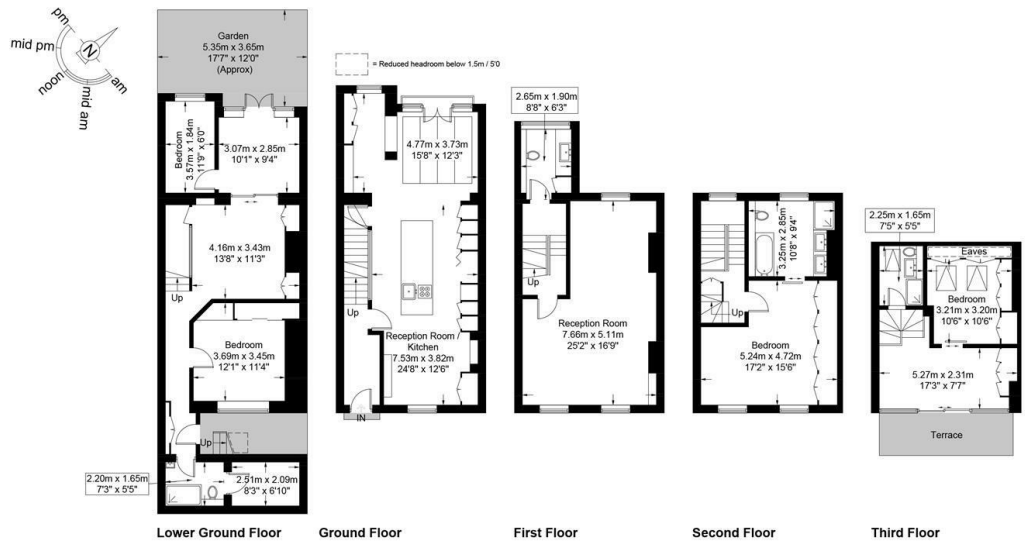 pm
mid pm
noon
mid am
am
N
Garden
5.35m x 3.65m
17'7" x 12'0"
(Approx)
= Reduced headroom below 1.5m / 5'0
Bedroom
3.57m x 1.84m
11'9" x 6'0"
3.07m x 2.85m
10'1" x 9'4"
4.16m x 3.43m
13'8" x 11'3"
Up
Bedroom
3.69m x 3.45m
12'1" x 11'4"
Up
2.20m x 1.65m
7'3" x 5'5"
2.51m x 2.09m
8'3" x 6'10"
Lower Ground Floor
4.77m x 3.73m
15'8" x 12'3"
Up
Reception Room /
Kitchen
7.53m x 3.82m
24'8" x 12'6"
IN
Ground Floor
2.65m x 1.90m
8'8" x 6'3"
Up
Reception Room
7.66m x 5.11m
25'2" x 16'9"
First Floor
3.25m x 2.85m
10'8" x 9'4"
Up
Bedroom
5.24m x 4.72m
17'2" x 15'6"
Second Floor
2.25m x 1.65m
7'5" x 5'5"
Eaves
Bedroom
3.21m x 3.20m
10'6" x 10'6"
5.27m x 2.31m
17'3" x 7'7"
Terrace
Third Floor